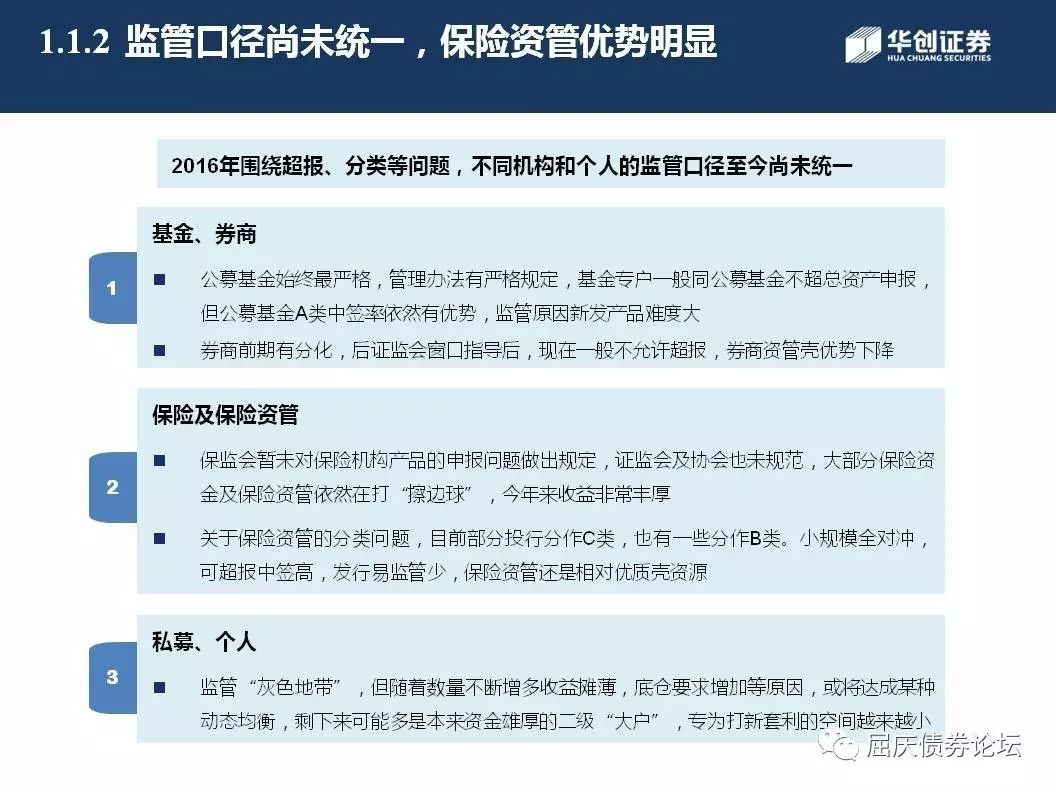 1.1.2 监管口径尚未统一，保险资管优势明显
华创证券
HUA CHUANG SECURITIES
2016年围绕超报、分类等问题，不同机构和个人的监管口径至今尚未统一
基金、券商
1
■ 公募基金始终最严格，管理办法有严格规定，基金专户一般同公募基金不超总资产申报，
但公募基金A类中签率依然有优势，监管原因新发产品难度大
■ 券商前期有分化，后证监会窗口指导后，现在一般不允许超报，券商资管壳优势下降
保险及保险资管
2
■ 保监会暂未对保险机构产品的申报问题做出规定，证监会及协会也未规范，大部分保险资
金及保险资管依然在打“擦边球”，今年来收益非常丰厚
■ 关于保险资管的分类问题，目前部分投行分作C类，也有一些分作B类。小规模全对冲，
可超报中签高，发行易监管少，保险资管还是相对优质壳资源
私募、个人
3
■ 监管“灰色地带”，但随着数量不断增多收益摊薄，底仓要求增加等原因，或将达成某种
动态均衡，剩下来可能多是本来资金雄厚的二级“大户”，专为打新套利的空间越来越小
屈庆债券论坛